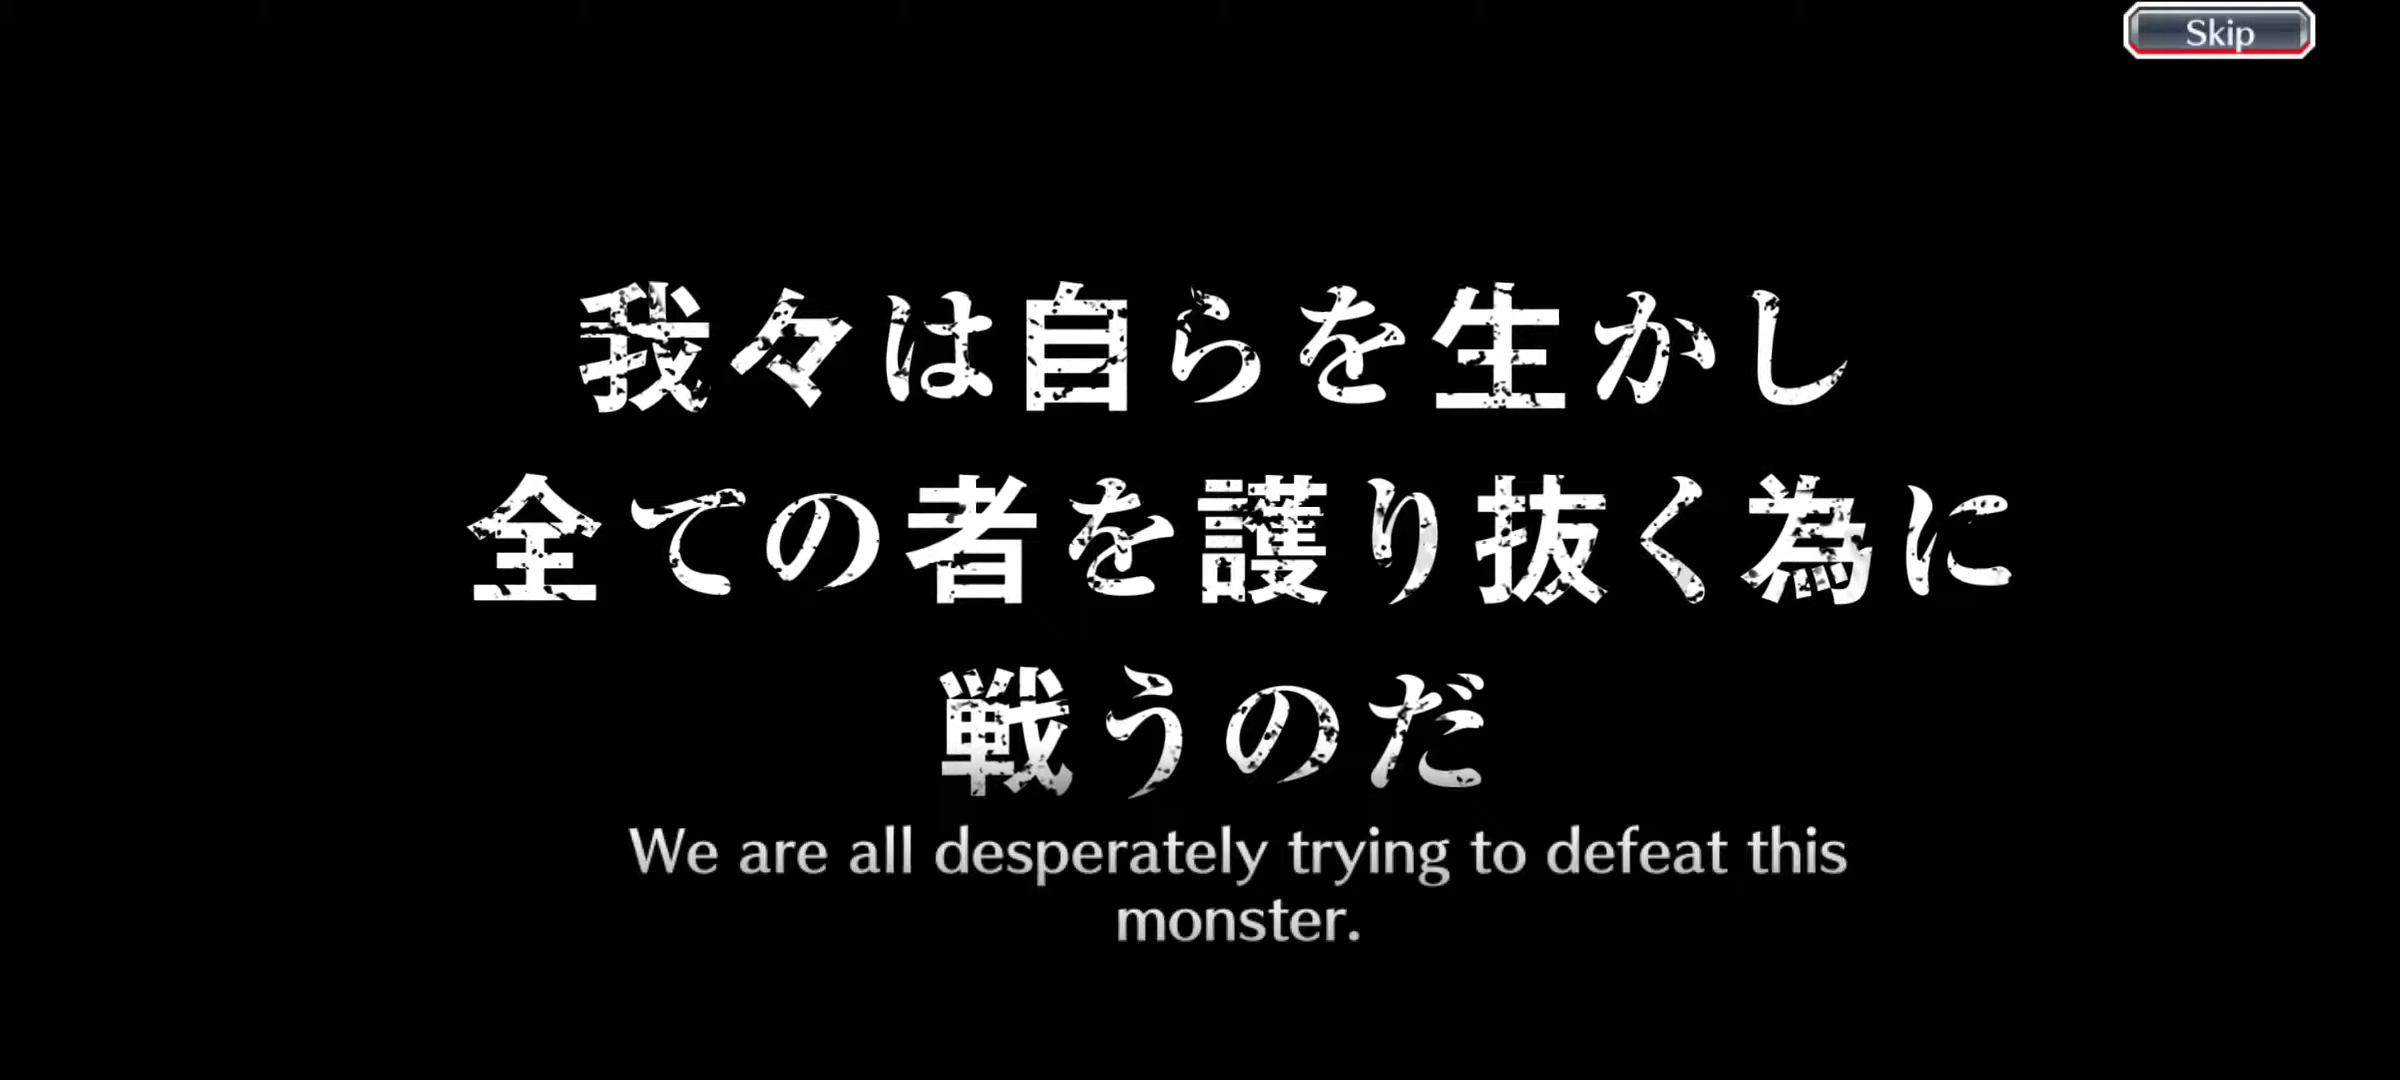 Skip
我々は自らを生かし
全ての者を護り抜く為に
戦うのだ
We are all desperately trying to defeat this
monster.